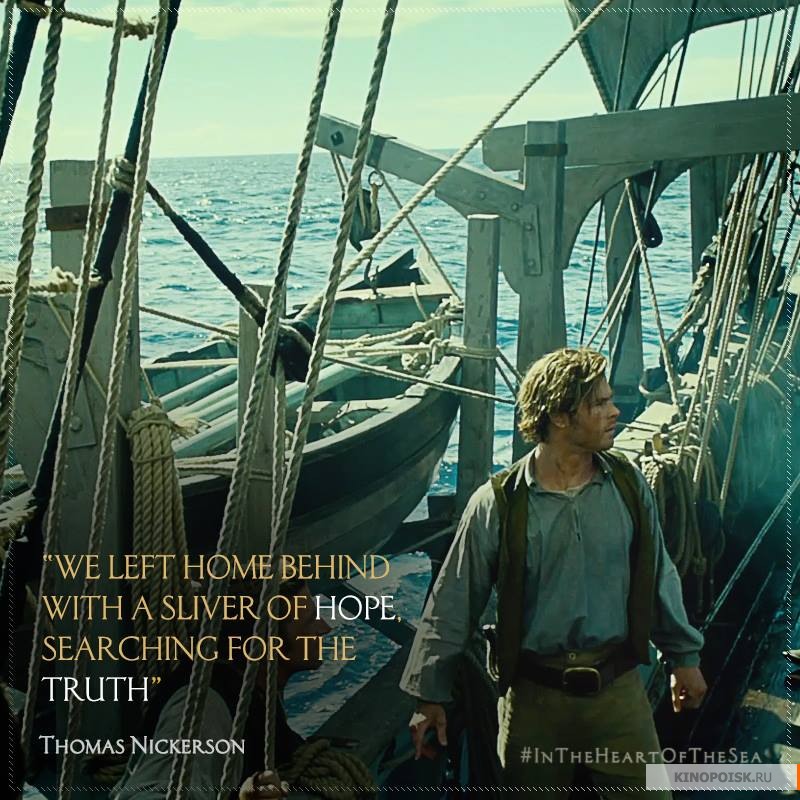 “WE LEFT HOME BEHIND
WITH A SLIVER OF HOPE,
SEARCHING FOR THE
TRUTH”
THOMAS NICKERSON
#INTHEHEARTOFTHESEA
KINOPOISK.RU